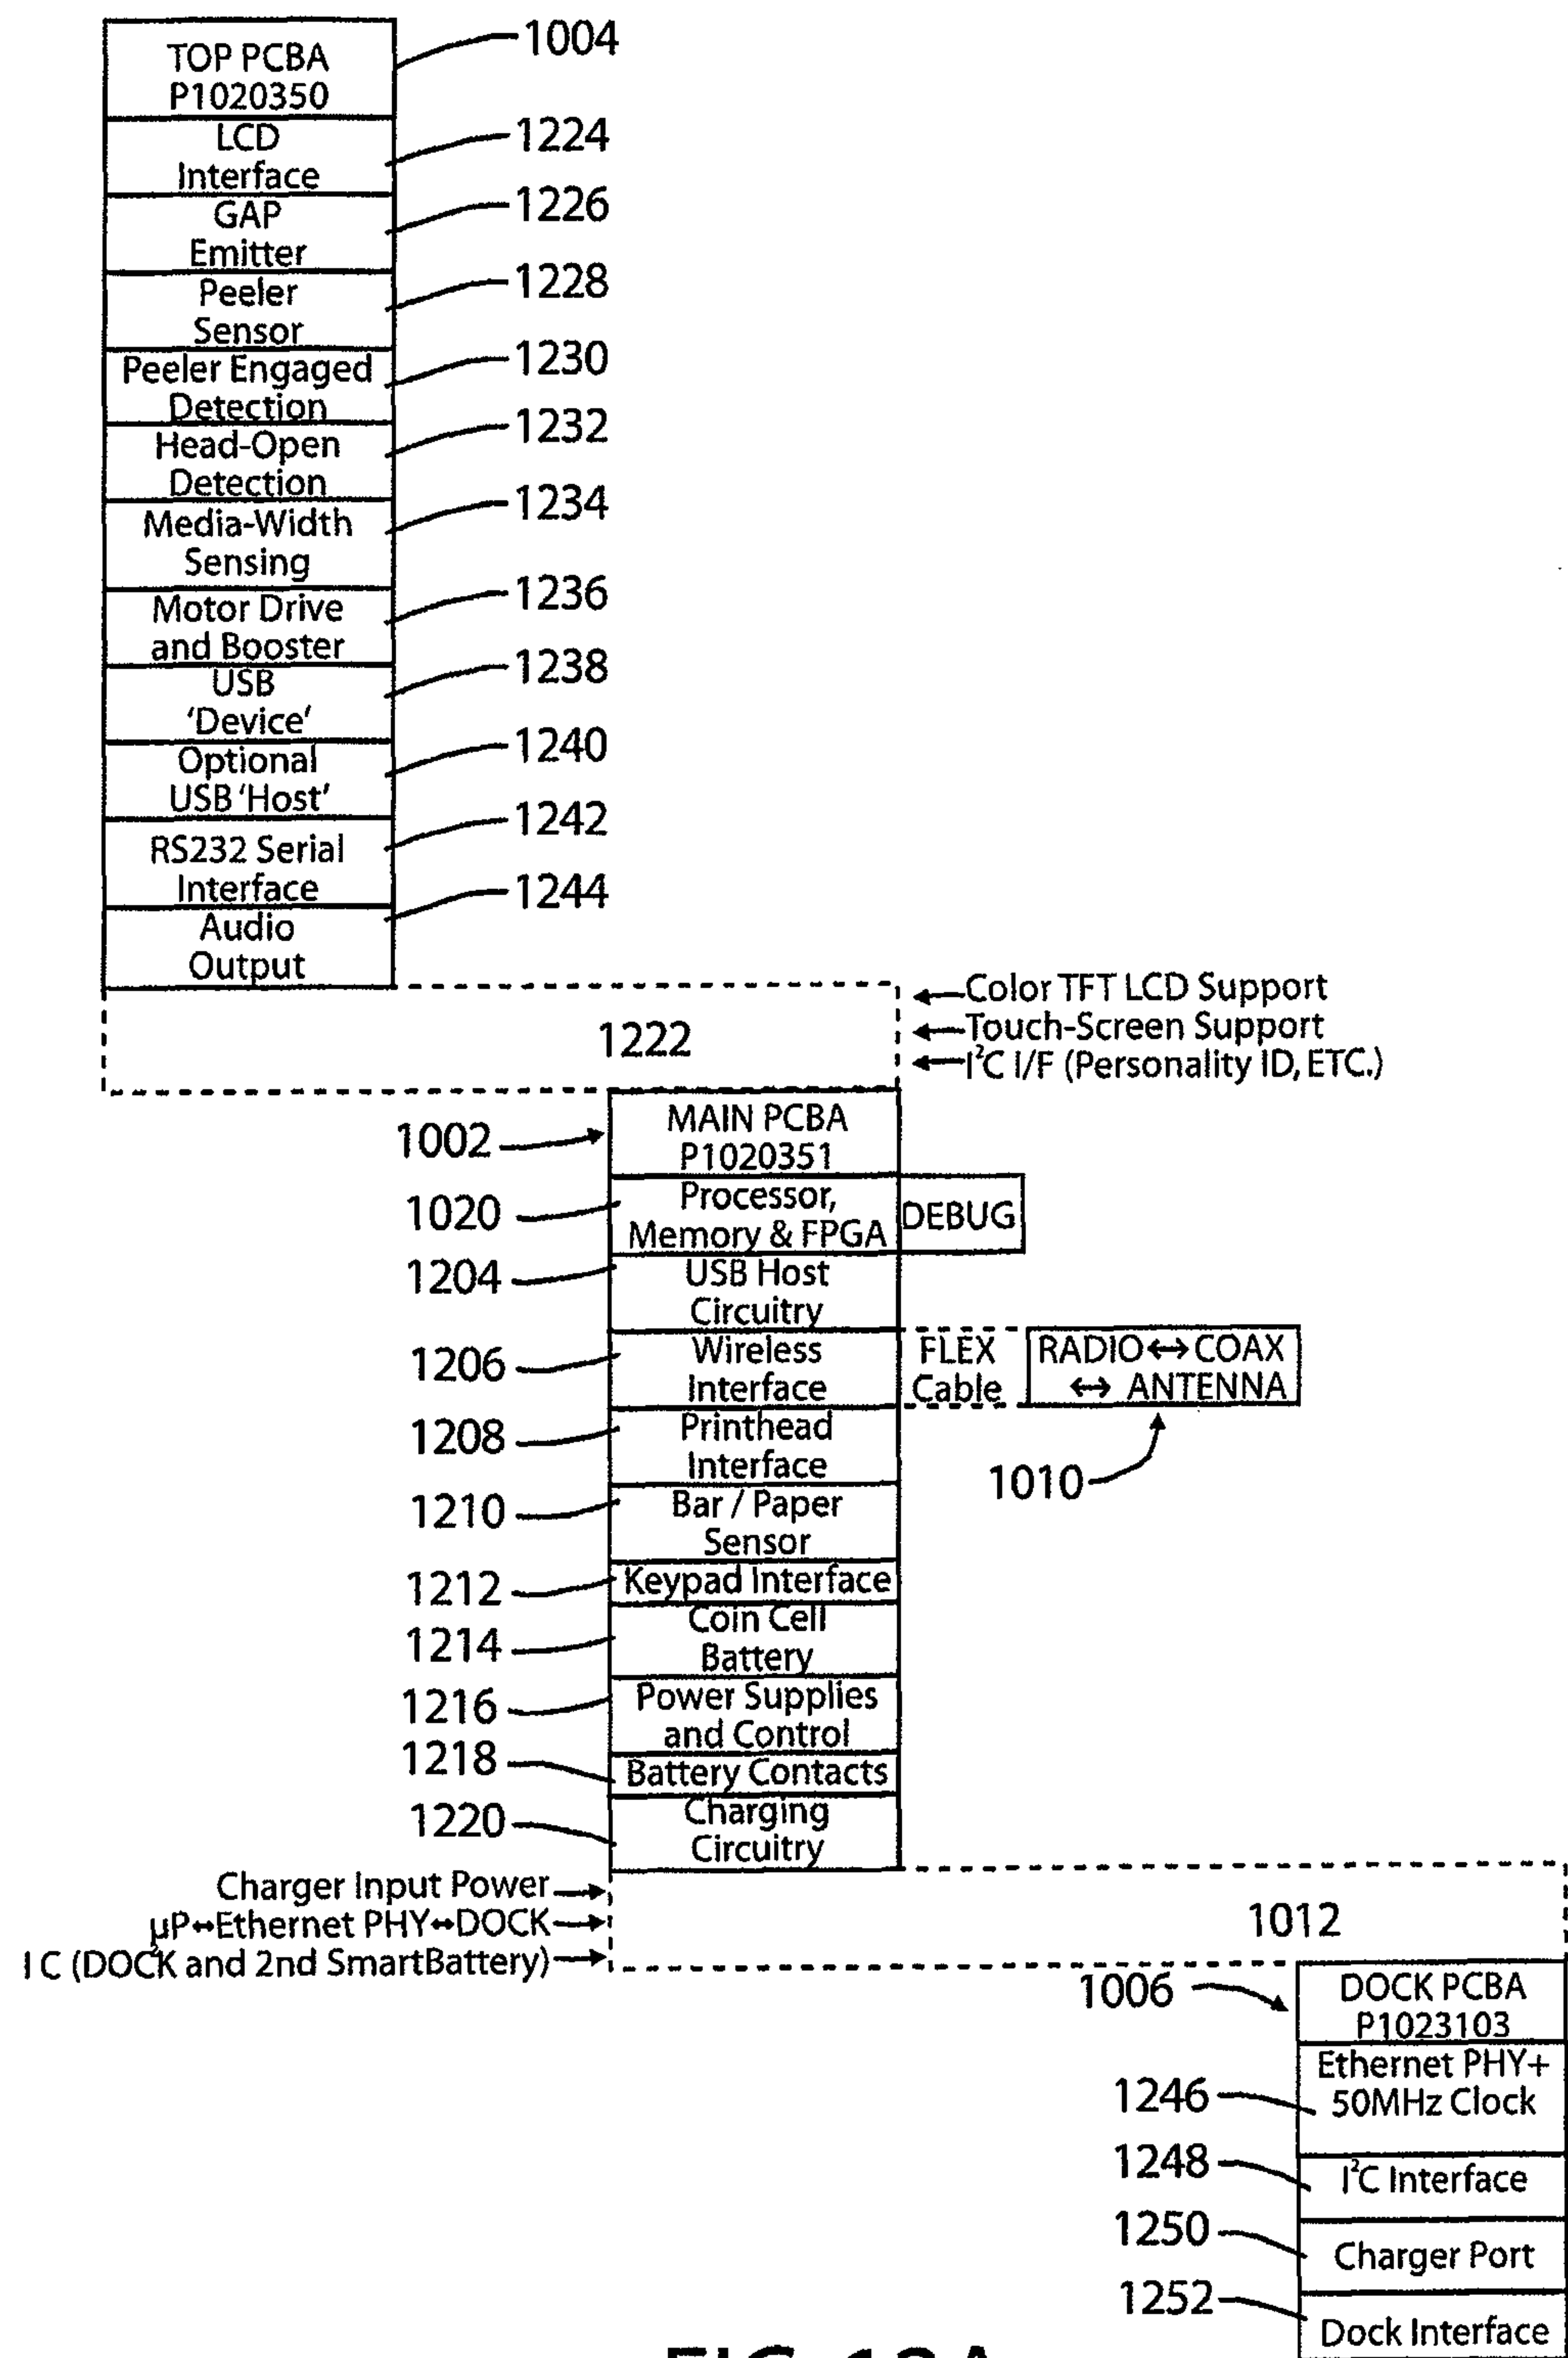 TOP PCBA
P1020350
1004
LCD
Interface
1224
GAP
Emitter
1226
Peeler
Sensor
1228
Peeler Engaged
Detection
1230
Head-Open
Detection
1232
Media-Width
Sensing
1234
Motor Drive
and Booster
1236
USB
‘Device’
1238
Optional
USB ‘Host’
1240
RS232 Serial
Interface
1242
Audio
Output
1244
1222
Color TFT LCD Support
Touch-Screen Support
I²C I/F (Personality ID, ETC.)
1002
MAIN PCBA
P1020351
1020
Processor,
Memory & FPGA
DEBUG
1204
USB Host
Circuitry
1206
Wireless
Interface
FLEX
Cable
RADIO↔COAX
↔ ANTENNA
1010
1208
Printhead
Interface
1210
Bar / Paper
Sensor
1212
Keypad Interface
1214
Coin Cell
Battery
1216
Power Supplies
and Control
1218
Battery Contacts
1220
Charging
Circuitry
Charger Input Power
µP↔Ethernet PHY↔DOCK
I²C (DOCK and 2nd SmartBattery)
1012
1006
DOCK PCBA
P1023103
1246
Ethernet PHY+
50MHz Clock
1248
I²C Interface
1250
Charger Port
1252
Dock Interface